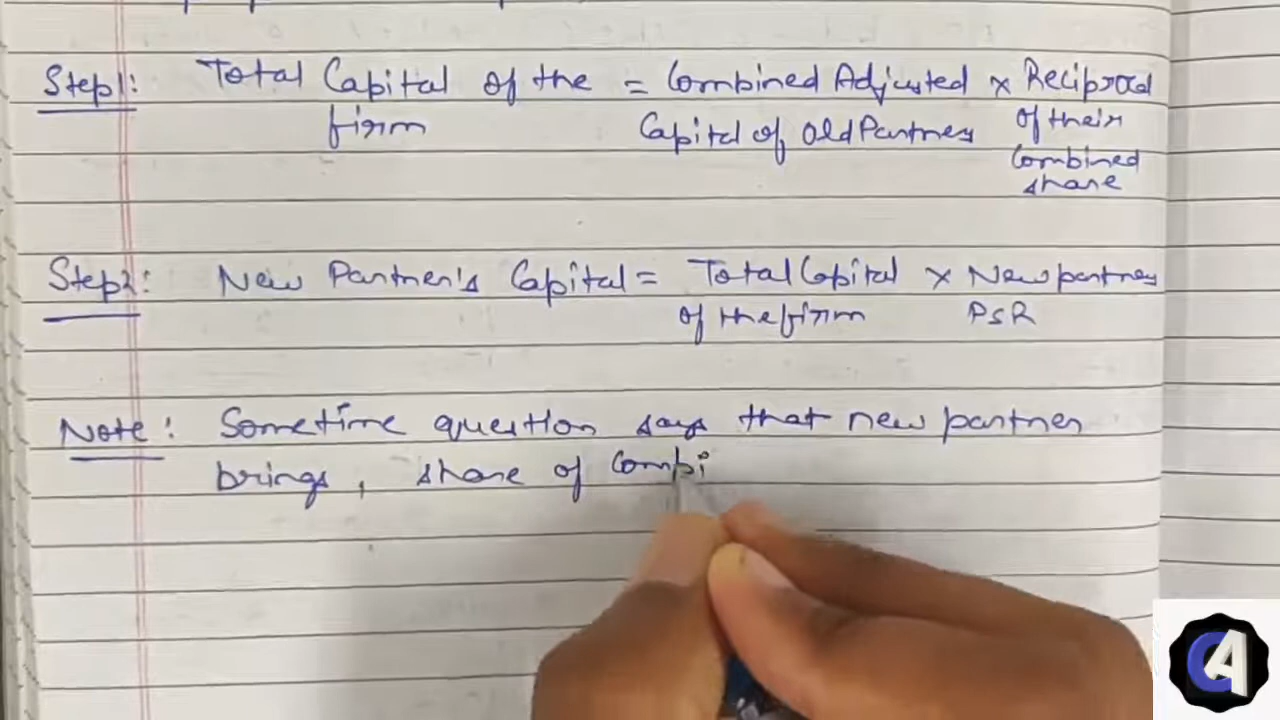 Step1: Total Capital of the = Combined Adjusted × Reciprocal
firm Capital of Old Partners of their
Combined
share
Step2: New Partner's Capital = Total Capital × New partner
of the firm PSR
Note: Sometime question says that new partner
brings, share of Combi
CA